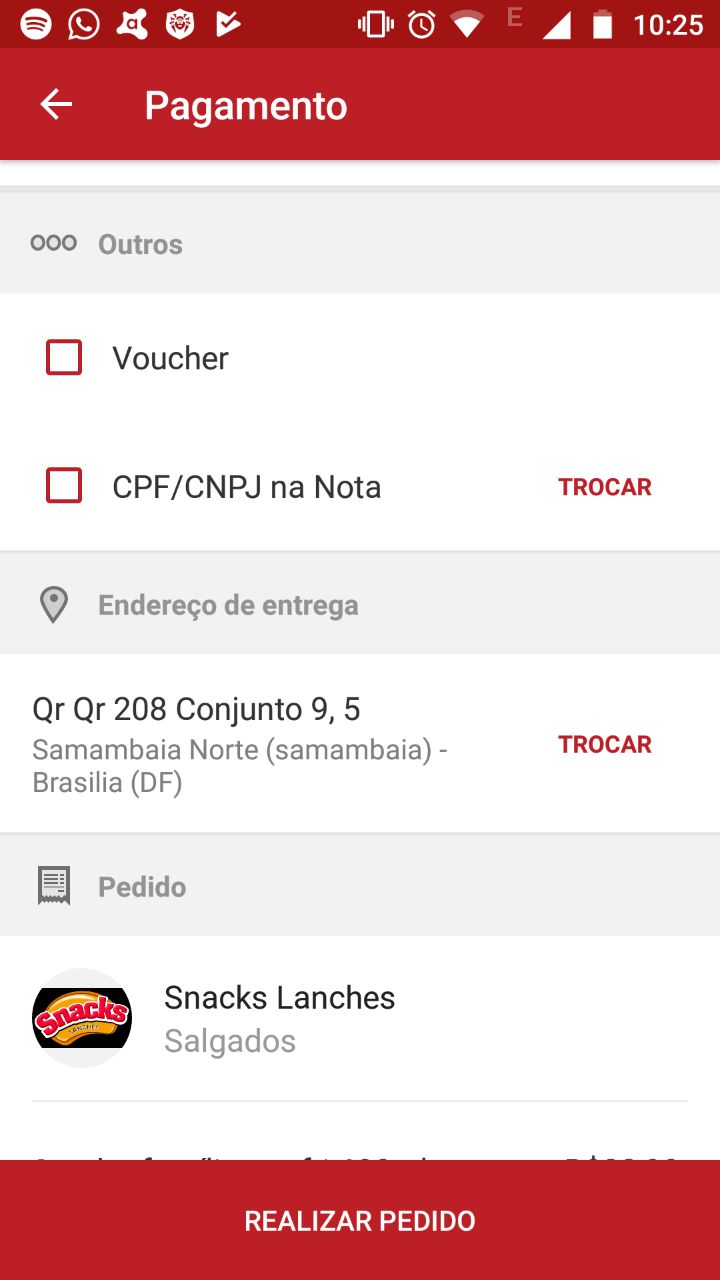 E 10:25
Pagamento
Outros
Voucher
CPF/CNPJ na Nota TROCAR
Endereço de entrega
Qr Qr 208 Conjunto 9, 5
Samambaia Norte (samambaia) -
Brasilia (DF)
TROCAR
Pedido
Snacks
Snacks Lanches
Salgados
REALIZAR PEDIDO